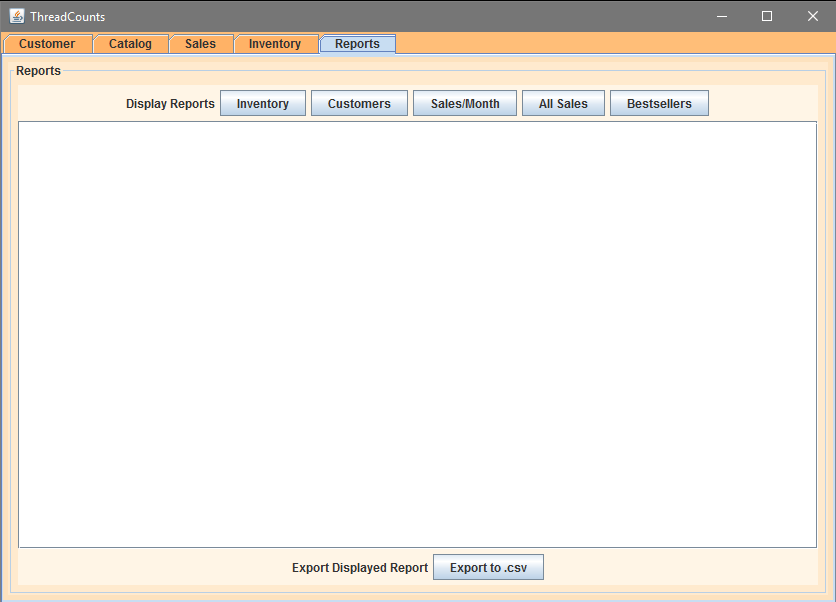 ThreadCounts
Customer Catalog Sales Inventory Reports
Reports
Display Reports Inventory Customers Sales/Month All Sales Bestsellers
Export Displayed Report Export to .csv